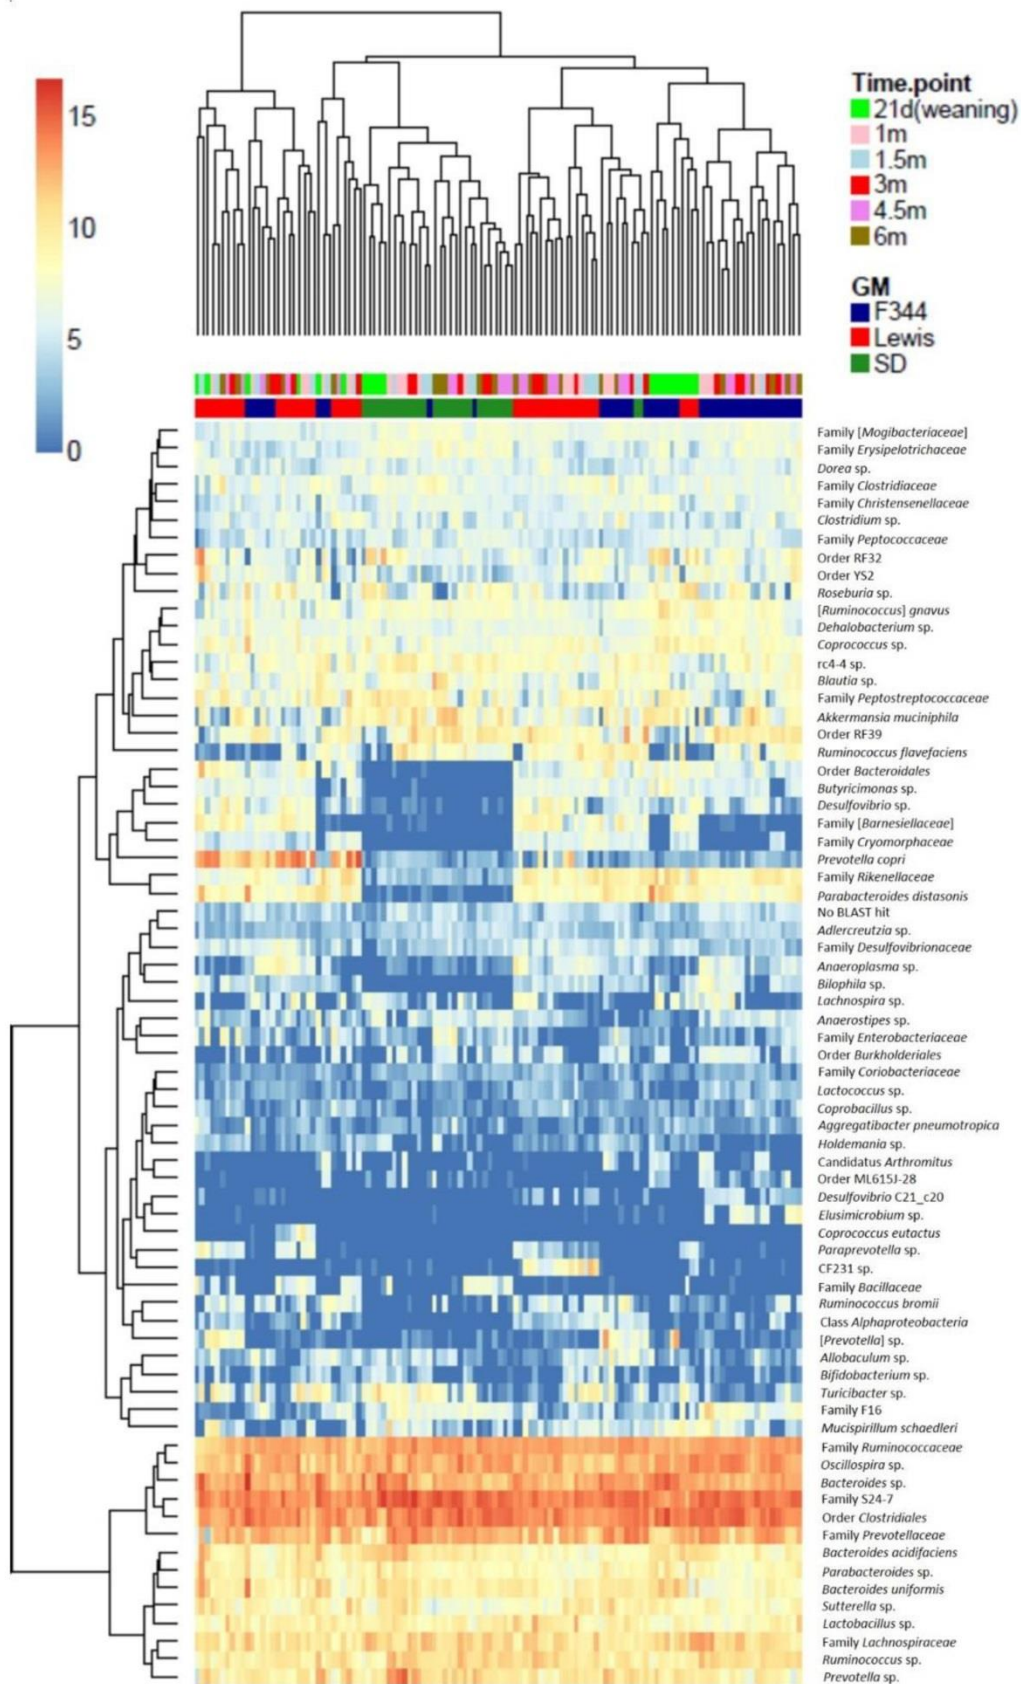 15
10
5
0
Time.point
21d(weaning)
1m
1.5m
3m
4.5m
6m
GM
F344
Lewis
SD
Family [Mogibacteriaceae]
Family Erysipelotrichaceae
Dorea sp.
Family Clostridiaceae
Family Christensenellaceae
Clostridium sp.
Family Peptococcaceae
Order RF32
Order YS2
Roseburia sp.
[Ruminococcus] gnavus
Dehalobacterium sp.
Coprococcus sp.
rc4-4 sp.
Blautia sp.
Family Peptostreptococcaceae
Akkermansia muciniphila
Order RF39
Ruminococcus flavefaciens
Order Bacteroidales
Butyricimonas sp.
Desulfovibrio sp.
Family [Barnesiellaceae]
Family Cryomorphaceae
Prevotella copri
Family Rikenellaceae
Parabacteroides distasonis
No BLAST hit
Adlercreutzia sp.
Family Desulfovibrionaceae
Anaeroplasma sp.
Bilophila sp.
Lachnospira sp.
Anaerostipes sp.
Family Enterobacteriaceae
Order Burkholderiales
Family Coriobacteriaceae
Lactococcus sp.
Coprobacillus sp.
Aggregatibacter pneumotropica
Holdemania sp.
Candidatus Arthromitus
Order ML615J-28
Desulfovibrio C21_c20
Elusimicrobium sp.
Coprococcus eutactus
Paraprevotella sp.
CF231 sp.
Family Bacillaceae
Ruminococcus bromii
Class Alphaproteobacteria
[Prevotella] sp.
Allobaculum sp.
Bifidobacterium sp.
Turicibacter sp.
Family F16
Mucispirillum schaedleri
Family Ruminococcaceae
Oscillospira sp.
Bacteroides sp.
Family S24-7
Order Clostridiales
Family Prevotellaceae
Bacteroides acidifaciens
Parabacteroides sp.
Bacteroides uniformis
Sutterella sp.
Lactobacillus sp.
Family Lachnospiraceae
Ruminococcus sp.
Prevotella sp.